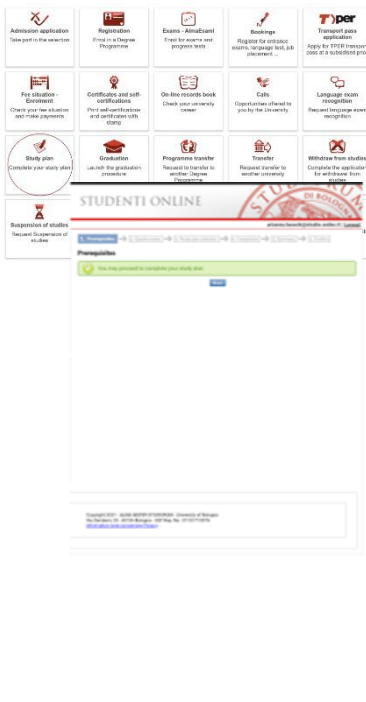 Admission application
Take part in the selection
Registration
Enrol in a Degree
Programme
Exams - AlmaEsami
Enrol for exams and
progress tests
Bookings
Register for entrance
exams, language test, job
placement ...
Tper
Transport pass
application
Apply for TPER transport
pass at a subsidised
Fee situation -
Enrolment
Check your fee situation
and make payments
Certificates and self-
certifications
Print self-certifications
and certificates with
stamp
On-line records book
Check your university
career
Calls
Opportunities offered to
you by the University
Language exam
recognition
Request language exam
recognition
Study plan
Complete your study plan
Graduation
Launch the graduation
procedure
Programme transfer
Request to transfer to
another Degree
Programme
Transfer
Request transfer to
another university
Withdraw from studies
Complete the application
for withdrawal from
studies
Suspension of studies
Request Suspension of
studies
STUDENTI ONLINE
STUDIORUM
DI BOLOGNA
1. Prerequisites
Prerequisites
You may proceed to complete your study plan
Start